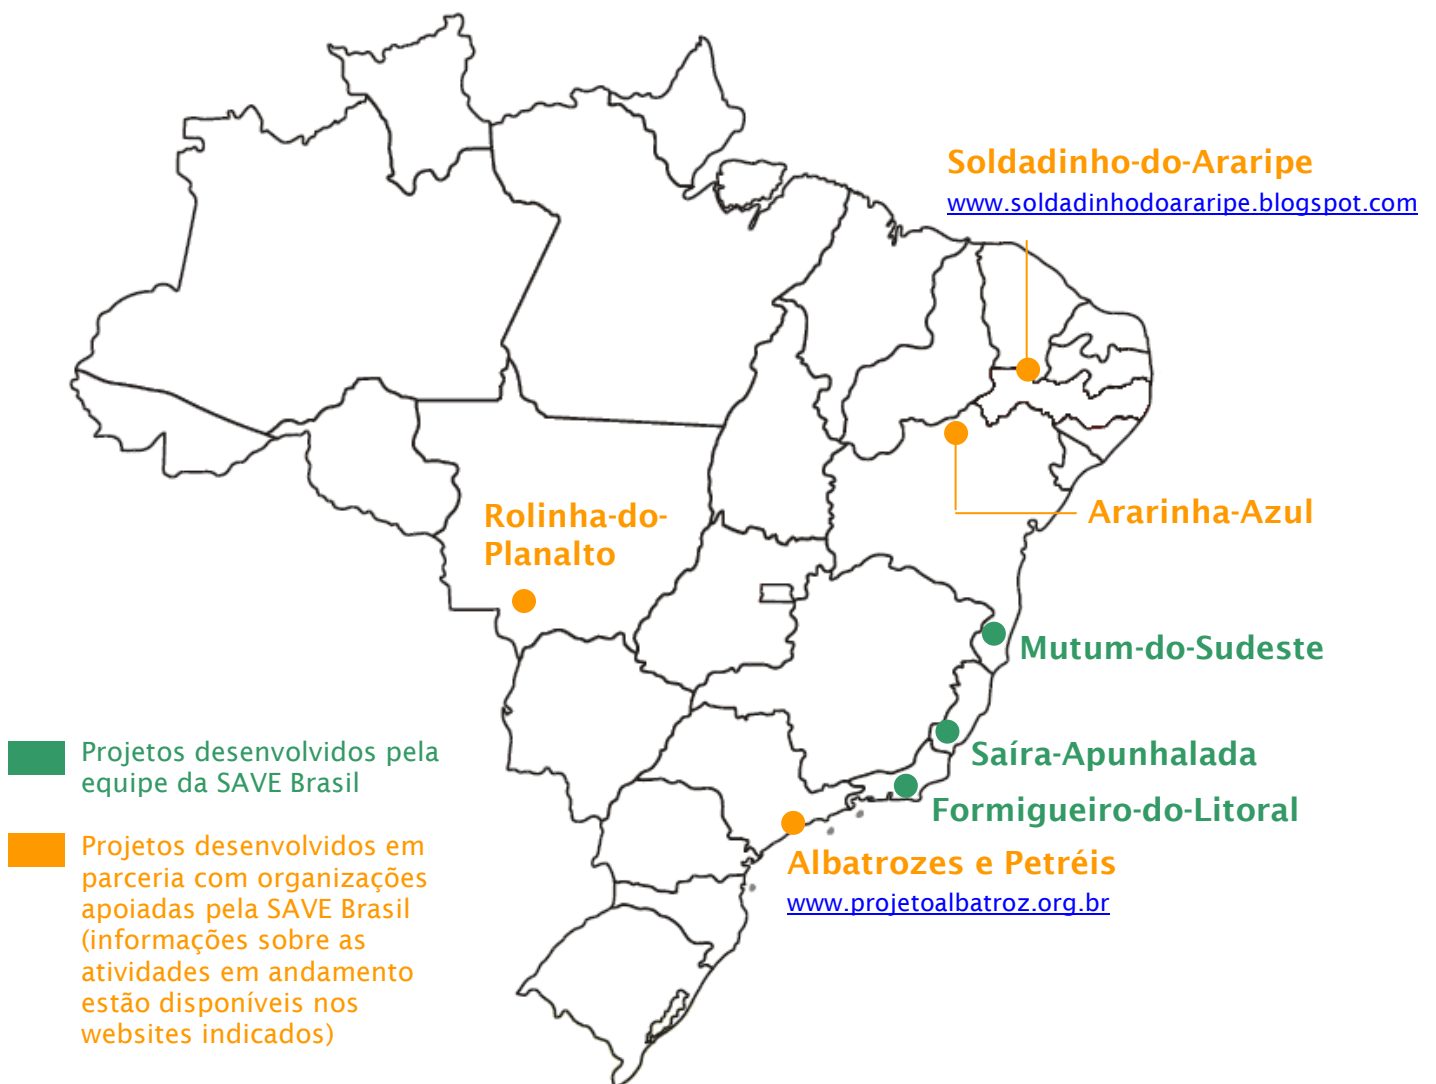 Soldadinho-do-Araripe
www.soldadinhodoararipe.blogspot.com
Rolinha-do-
Planalto
Ararinha-Azul
Mutum-do-Sudeste
Saíra-Apunhalada
Formigueiro-do-Litoral
Albatrozes e Petréis
www.projetoalbatroz.org.br
Projetos desenvolvidos pela
equipe da SAVE Brasil
Projetos desenvolvidos em
parceria com organizações
apoiadas pela SAVE Brasil
(informações sobre as
atividades em andamento
estão disponíveis nos
websites indicados)